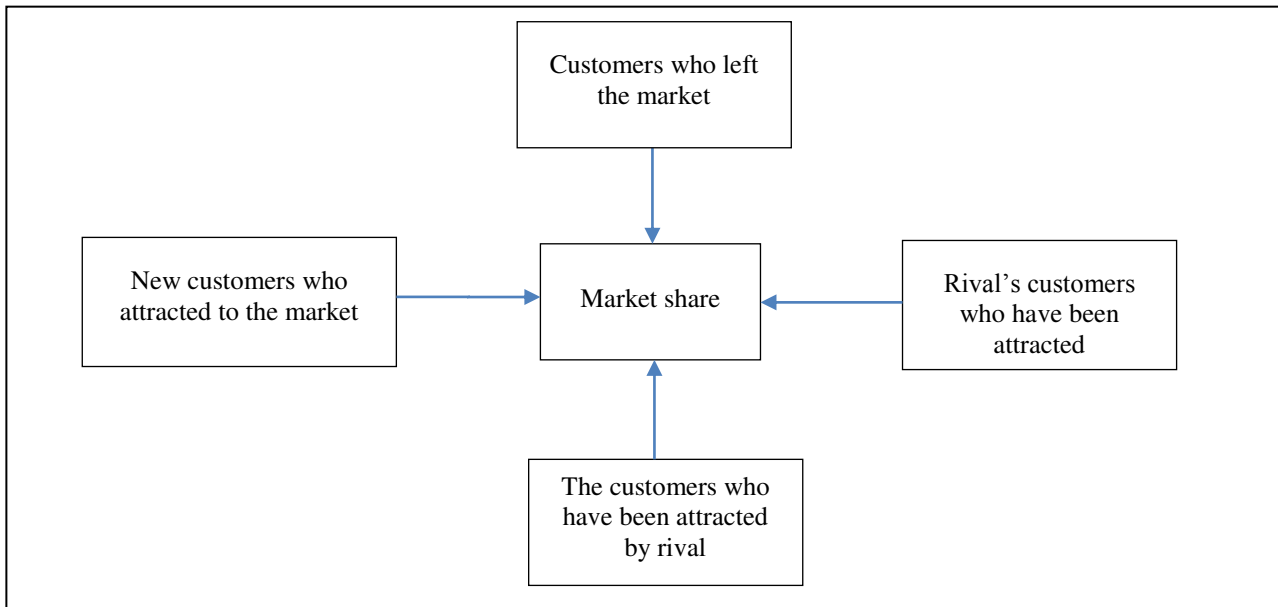 Customers who left
the market
New customers who
attracted to the market
Market share
Rival’s customers
who have been
attracted
The customers who
have been attracted
by rival